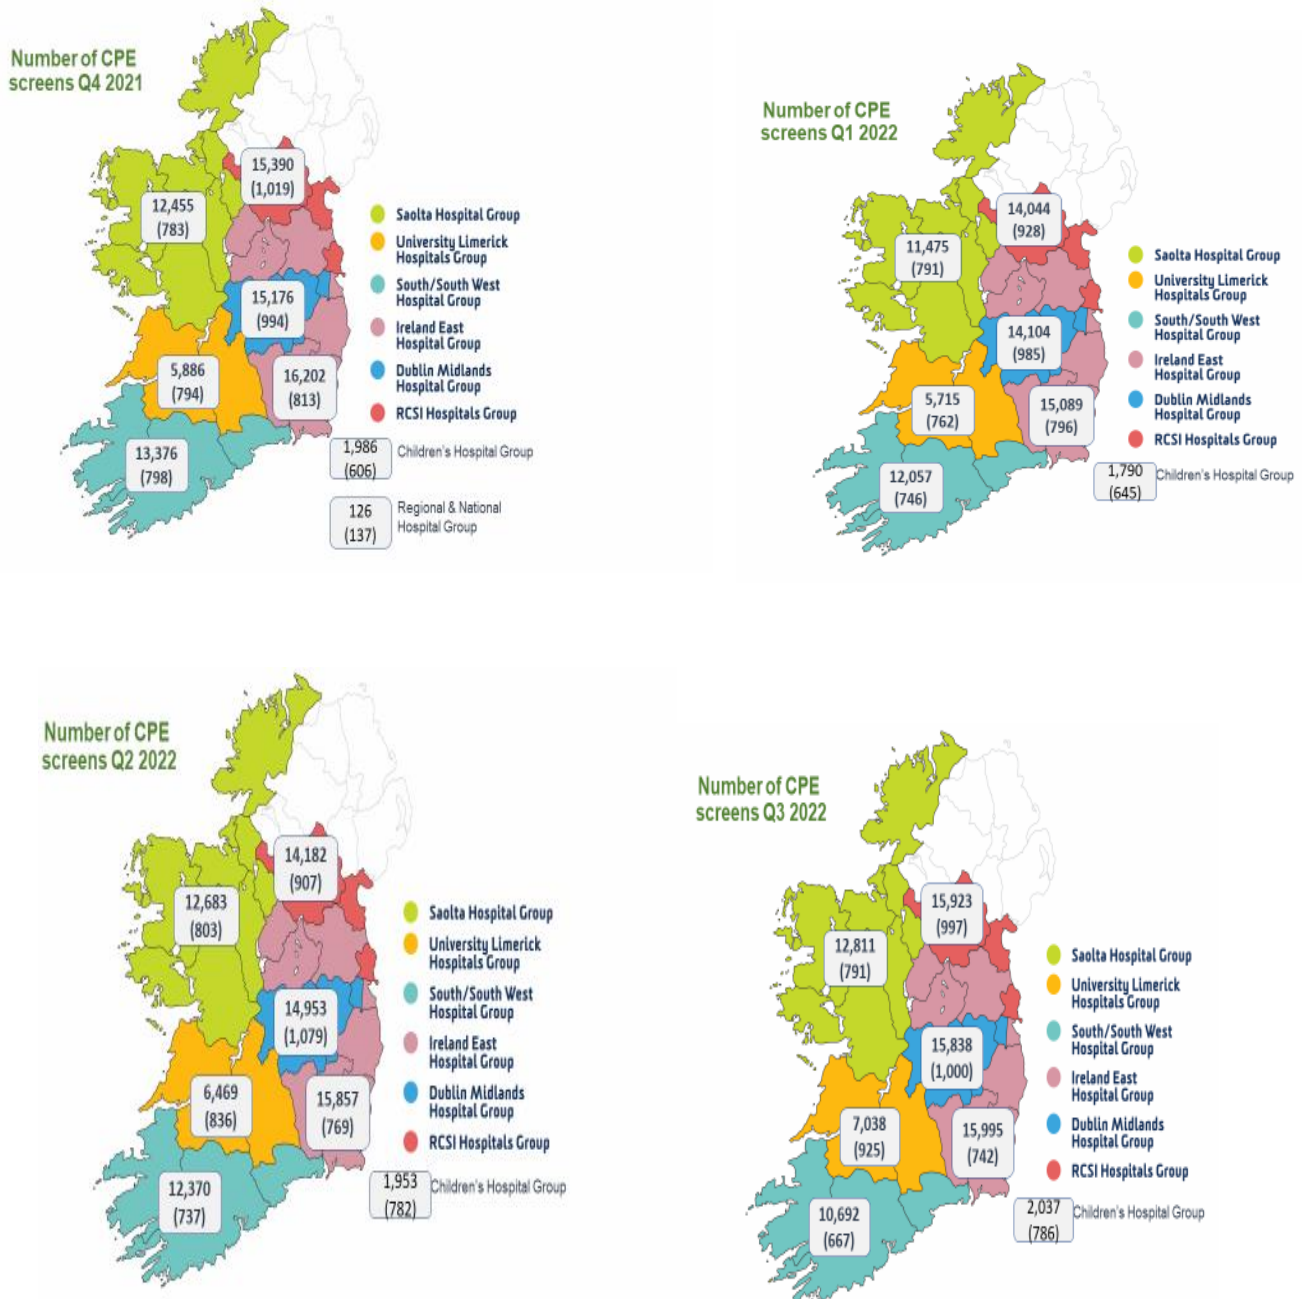 Number of CPE
screens Q4 2021
15,390
(1,019)
12,455
(783)
15,176
(994)
5,886
(794)
16,202
(813)
13,376
(798)
Saolta Hospital Group
University Limerick
Hospitals Group
South/South West
Hospital Group
Ireland East
Hospital Group
Dublin Midlands
Hospital Group
RCSI Hospitals Group
1,986
(606)
Children's Hospital Group
126
(137)
Regional & National
Hospital Group
Number of CPE
screens Q1 2022
14,044
(928)
11,475
(791)
14,104
(985)
5,715
(762)
15,089
(796)
12,057
(746)
Saolta Hospital Group
University Limerick
Hospitals Group
South/South West
Hospital Group
Ireland East
Hospital Group
Dublin Midlands
Hospital Group
RCSI Hospitals Group
1,790
(645)
Children's Hospital Group
Number of CPE
screens Q2 2022
14,182
(907)
12,683
(803)
14,953
(1,079)
6,469
(836)
15,857
(769)
12,370
(737)
Saolta Hospital Group
University Limerick
Hospitals Group
South/South West
Hospital Group
Ireland East
Hospital Group
Dublin Midlands
Hospital Group
RCSI Hospitals Group
1,953
(782)
Children's Hospital Group
Number of CPE
screens Q3 2022
15,923
(997)
12,811
(791)
15,838
(1,000)
7,038
(925)
15,995
(742)
10,692
(667)
Saolta Hospital Group
University Limerick
Hospitals Group
South/South West
Hospital Group
Ireland East
Hospital Group
Dublin Midlands
Hospital Group
RCSI Hospitals Group
2,037
(786)
Children's Hospital Group